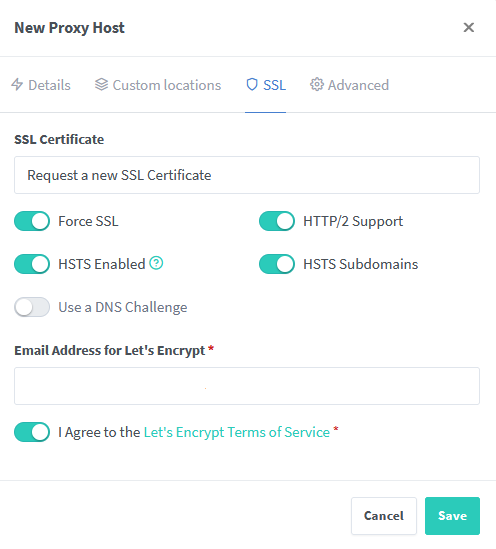 New Proxy Host
Details Custom locations SSL Advanced
SSL Certificate
Request a new SSL Certificate
Force SSL HTTP/2 Support
HSTS Enabled HSTS Subdomains
Use a DNS Challenge
Email Address for Let's Encrypt *
I Agree to the Let's Encrypt Terms of Service *
Cancel Save